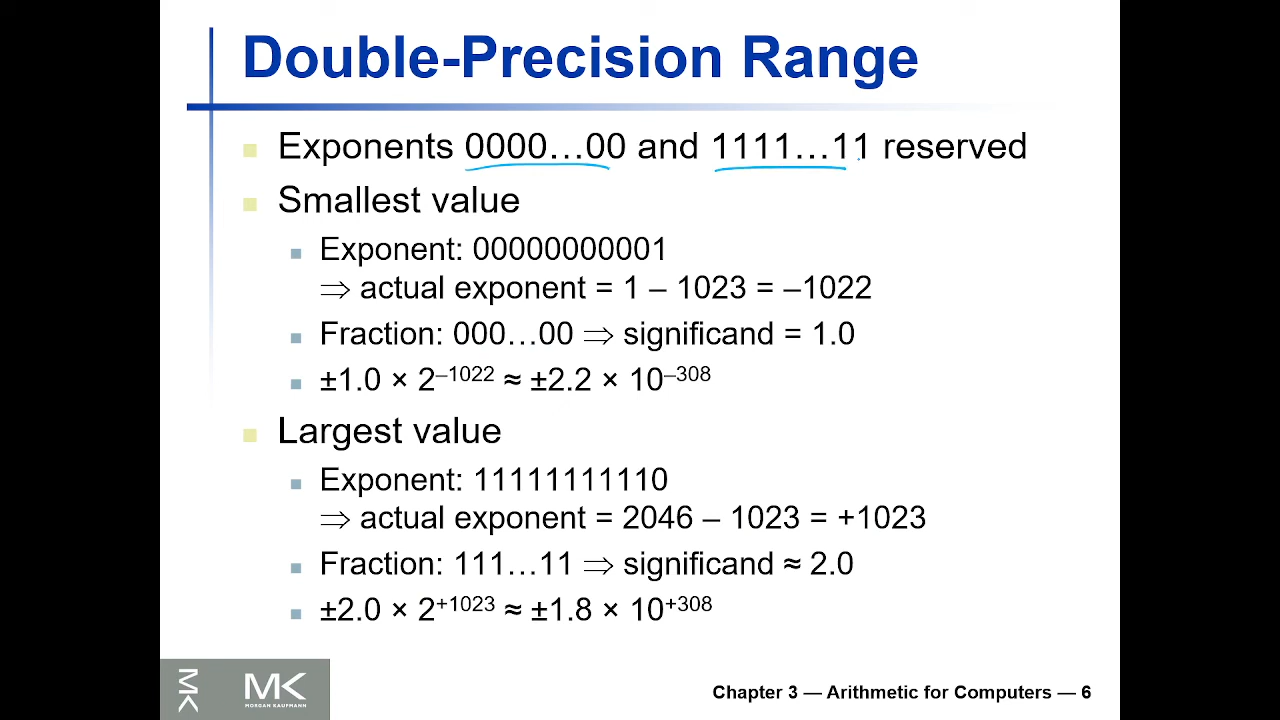 Double-Precision Range
Exponents 0000…00 and 1111…11 reserved
Smallest value
Exponent: 00000000001
⇒ actual exponent = 1 – 1023 = –1022
Fraction: 000…00 ⇒ significand = 1.0
±1.0 × 2–1022 ≈ ±2.2 × 10–308
Largest value
Exponent: 11111111110
⇒ actual exponent = 2046 – 1023 = +1023
Fraction: 111…11 ⇒ significand ≈ 2.0
±2.0 × 2+1023 ≈ ±1.8 × 10+308
MK
MK
MORGAN KAUFMANN
Chapter 3 — Arithmetic for Computers — 6